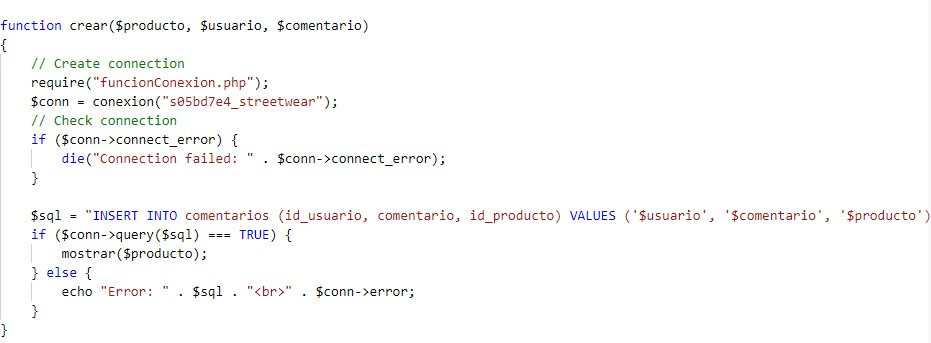 function crear($producto, $usuario, $comentario)
{
// Create connection
require("funcionConexion.php");
$conn = conexion("s05bd7e4_streetwear");
// Check connection
if ($conn->connect_error) {
die("Connection failed: " . $conn->connect_error);
}
$sql = "INSERT INTO comentarios (id_usuario, comentario, id_producto) VALUES ('$usuario', '$comentario', '$producto')
if ($conn->query($sql) === TRUE) {
mostrar($producto);
} else {
echo "Error: " . $sql . "<br>" . $conn->error;
}
}